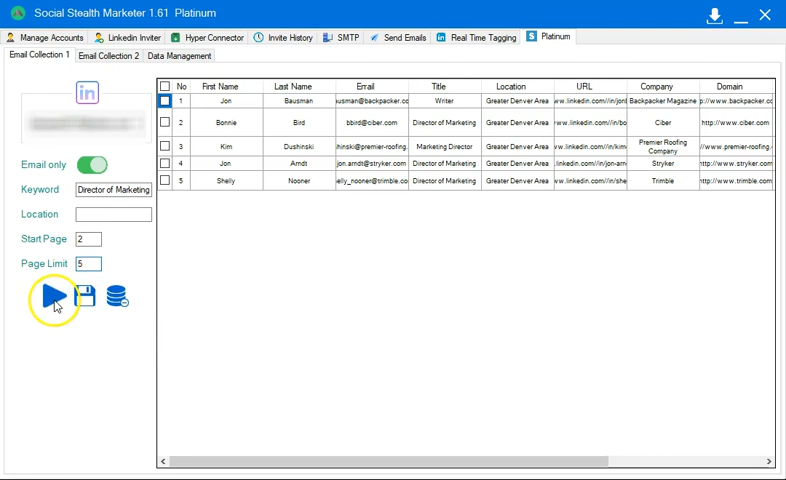 Social Stealth Marketer 1.61 Platinum
Manage Accounts Linkedin Inviter Hyper Connector Invite History SMTP Send Emails Real Time Tagging S Platinum
Email Collection 1 Email Collection 2 Data Management
in
Email only
Keyword Director of Marketing
Location
Start Page 2
Page Limit 5
No First Name Last Name Email Title Location URL Company Domain
1 Jon Bausman ausman@backpacker.co Writer Greater Denver Area ww.linkedin.com//in/jonl Backpacker Magazine p://www.backpacker.c
2 Bonnie Bird bbird@ciber.com Director of Marketing Greater Denver Area vw.linkedin.com//in/bo Ciber http://www.ciber.com
3 Kim Dushinski hinski@premier-roofing. Marketing Director Greater Denver Area w.linkedin.com//in/kim Premier Roofing Company //www.premier-roofing.
4 Jon Arndt jon.arndt@stryker.com Director of Marketing Greater Denver Area .linkedin.com//in/jon-arn Stryker http://www.stryker.com
5 Shelly Nooner elly_nooner@trimble.co Director of Marketing Greater Denver Area vw.linkedin.com//in/she Trimble http://www.trimble.com